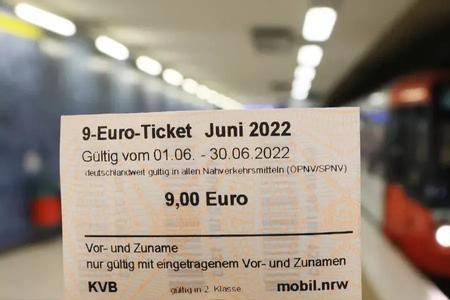 9-Euro-Ticket Juni 2022
Gültig vom 01.06. - 30.06.2022
deutschlandweit gültig in allen Nahverkehrsmitteln (ÖPNV/SPNV)
9,00 Euro
Vor- und Zuname
nur gültig mit eingetragenem Vor- und Zunamen
KVB gültig in 2. Klasse mobil.nrw